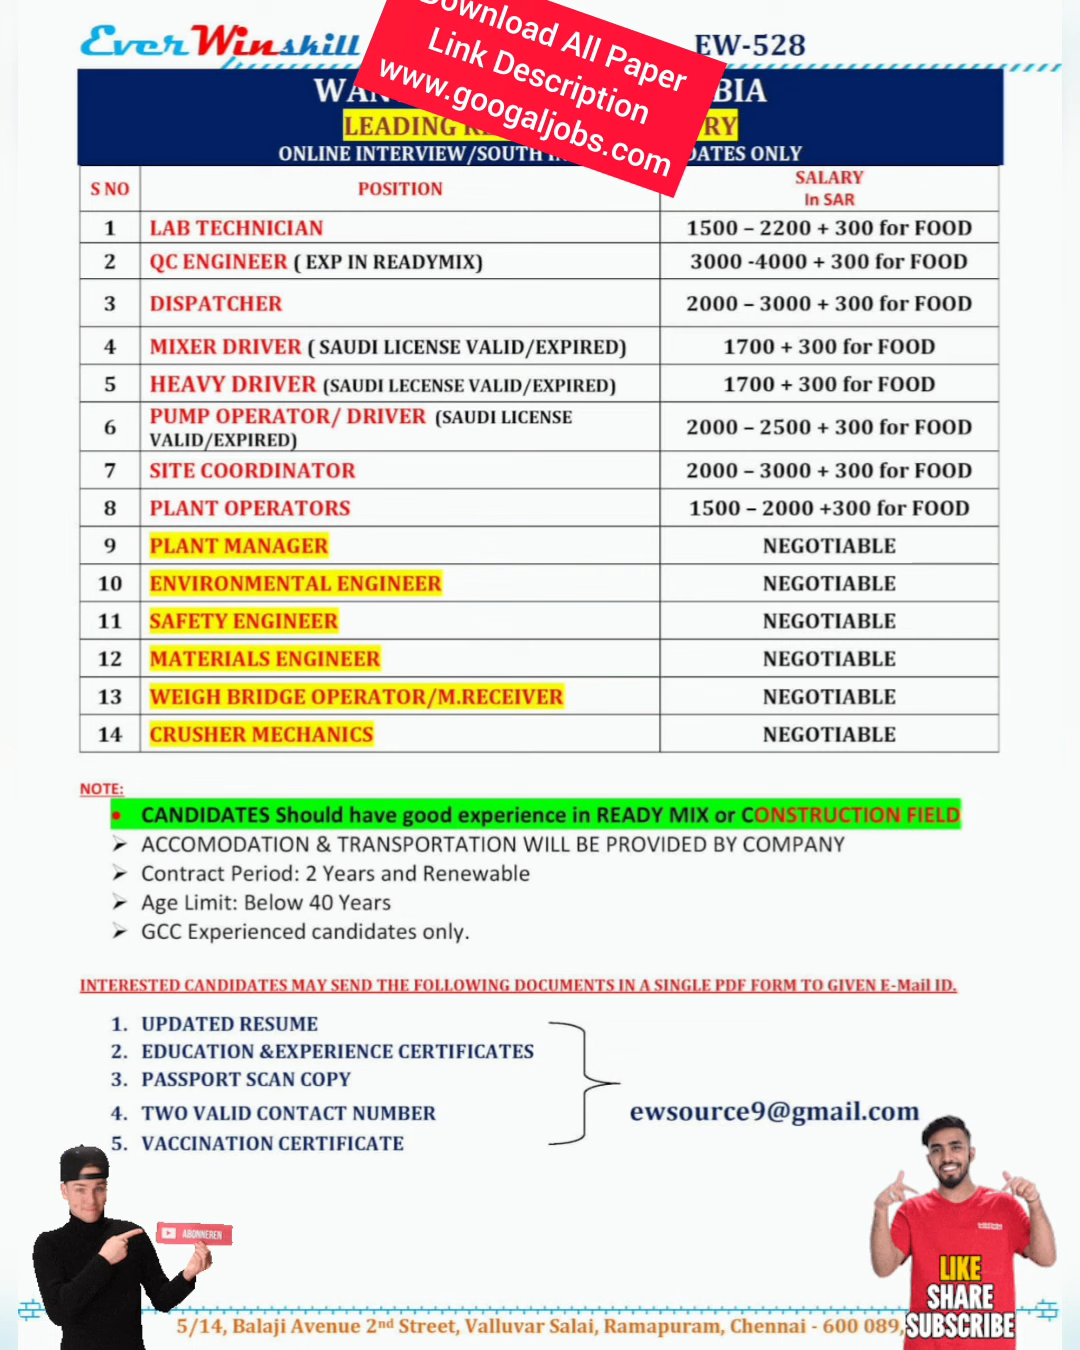 EverWinskill
EW-528
Download All Paper
Link Description
www.googaljobs.com
BIA
LEADING
RY
ONLINE INTERVIEW/SOUTH
DATES ONLY
S NO POSITION SALARY
In SAR
1 LAB TECHNICIAN 1500 – 2200 + 300 for FOOD
2 QC ENGINEER ( EXP IN READYMIX) 3000 -4000 + 300 for FOOD
3 DISPATCHER 2000 – 3000 + 300 for FOOD
4 MIXER DRIVER ( SAUDI LICENSE VALID/EXPIRED) 1700 + 300 for FOOD
5 HEAVY DRIVER (SAUDI LECENSE VALID/EXPIRED) 1700 + 300 for FOOD
6 PUMP OPERATOR/ DRIVER (SAUDI LICENSE
VALID/EXPIRED) 2000 – 2500 + 300 for FOOD
7 SITE COORDINATOR 2000 – 3000 + 300 for FOOD
8 PLANT OPERATORS 1500 – 2000 +300 for FOOD
9 PLANT MANAGER NEGOTIABLE
10 ENVIRONMENTAL ENGINEER NEGOTIABLE
11 SAFETY ENGINEER NEGOTIABLE
12 MATERIALS ENGINEER NEGOTIABLE
13 WEIGH BRIDGE OPERATOR/M.RECEIVER NEGOTIABLE
14 CRUSHER MECHANICS NEGOTIABLE
NOTE:
• CANDIDATES Should have good experience in READY MIX or CONSTRUCTION FIELD
➢ ACCOMODATION & TRANSPORTATION WILL BE PROVIDED BY COMPANY
➢ Contract Period: 2 Years and Renewable
➢ Age Limit: Below 40 Years
➢ GCC Experienced candidates only.
INTERESTED CANDIDATES MAY SEND THE FOLLOWING DOCUMENTS IN A SINGLE PDF FORM TO GIVEN E-Mail ID.
1. UPDATED RESUME
2. EDUCATION &EXPERIENCE CERTIFICATES
3. PASSPORT SCAN COPY
4. TWO VALID CONTACT NUMBER
5. VACCINATION CERTIFICATE
ewsource9@gmail.com
ABONNEREN
LIKE
SHARE
SUBSCRIBE
5/14, Balaji Avenue 2nd Street, Valluvar Salai, Ramapuram, Chennai - 600 089,